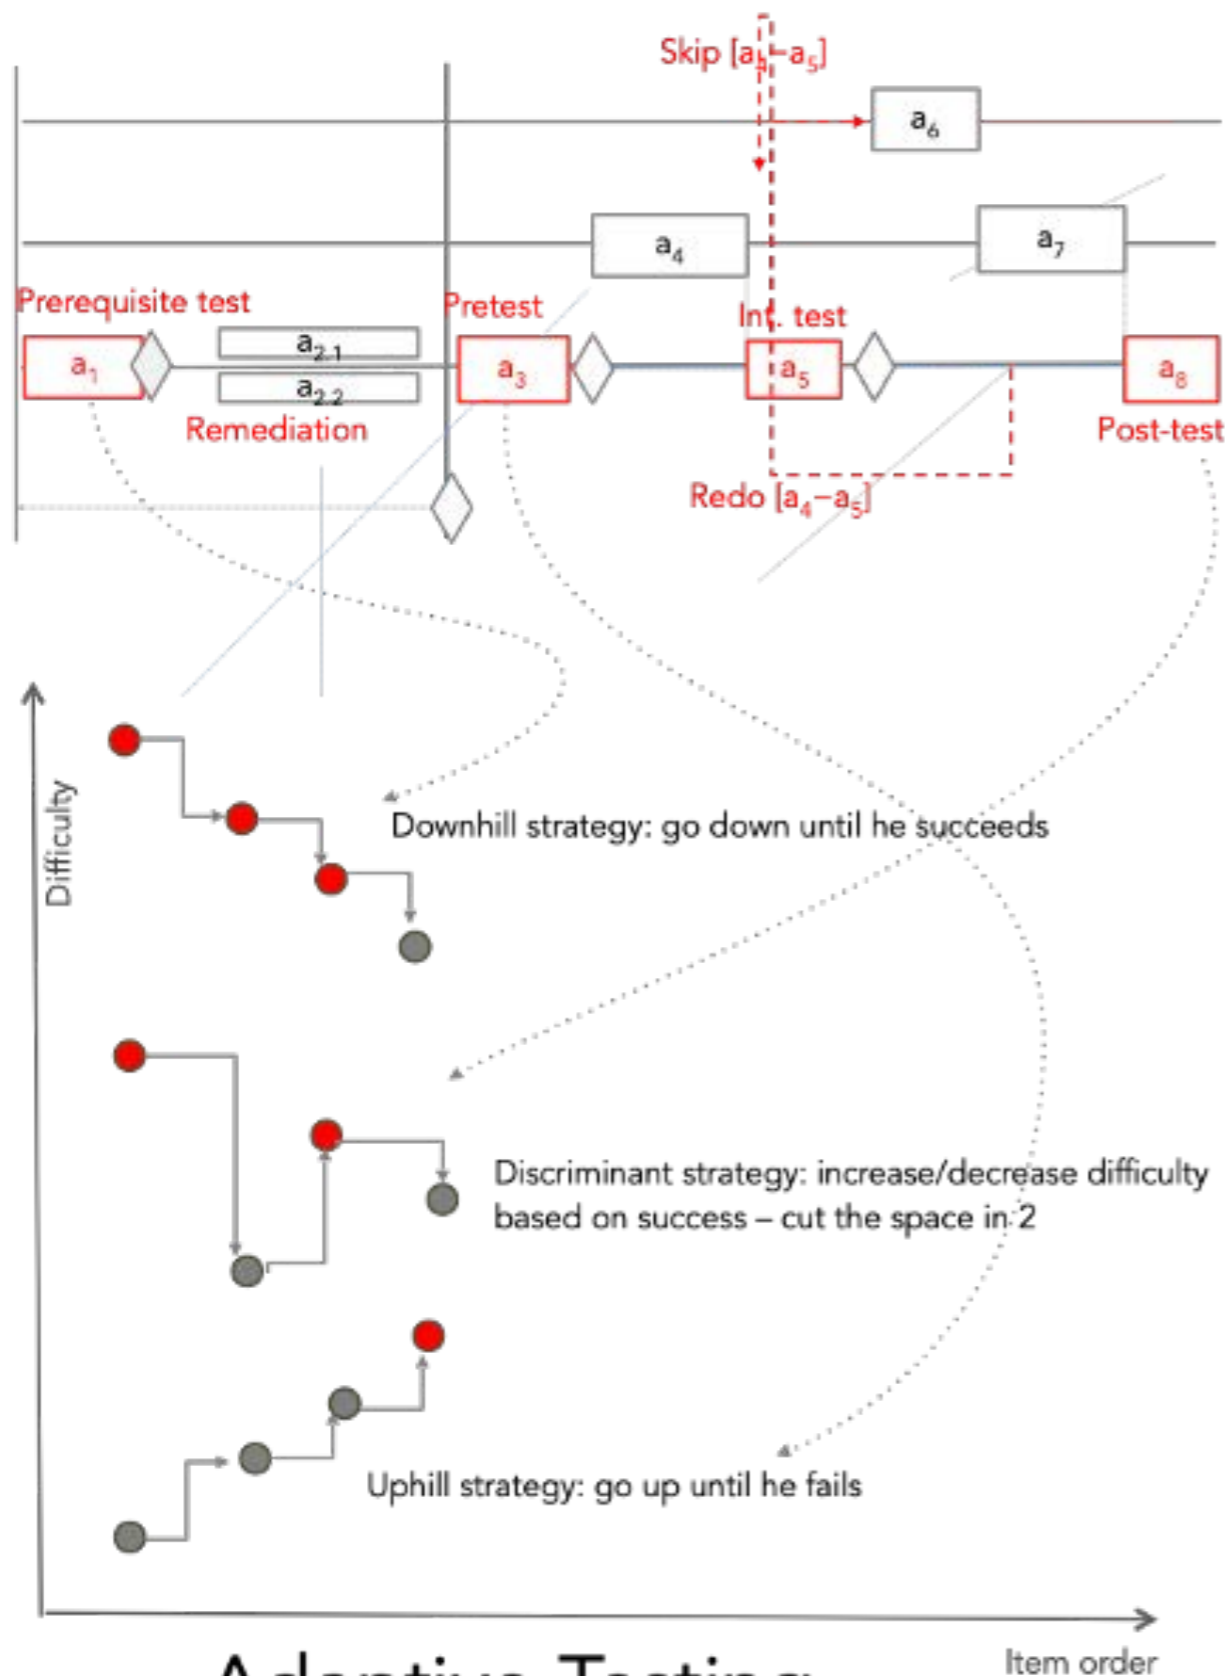 Skip [a4–a5]
a6
a4
a7
Prerequisite test
Pretest
Int. test
a1
a2.1
a2.2
a3
a5
a8
Remediation
Post-test
Redo [a4–a5]
Difficulty
Downhill strategy: go down until he succeeds
Discriminant strategy: increase/decrease difficulty
based on success – cut the space in 2
Uphill strategy: go up until he fails
Item order
Adaptive Testing